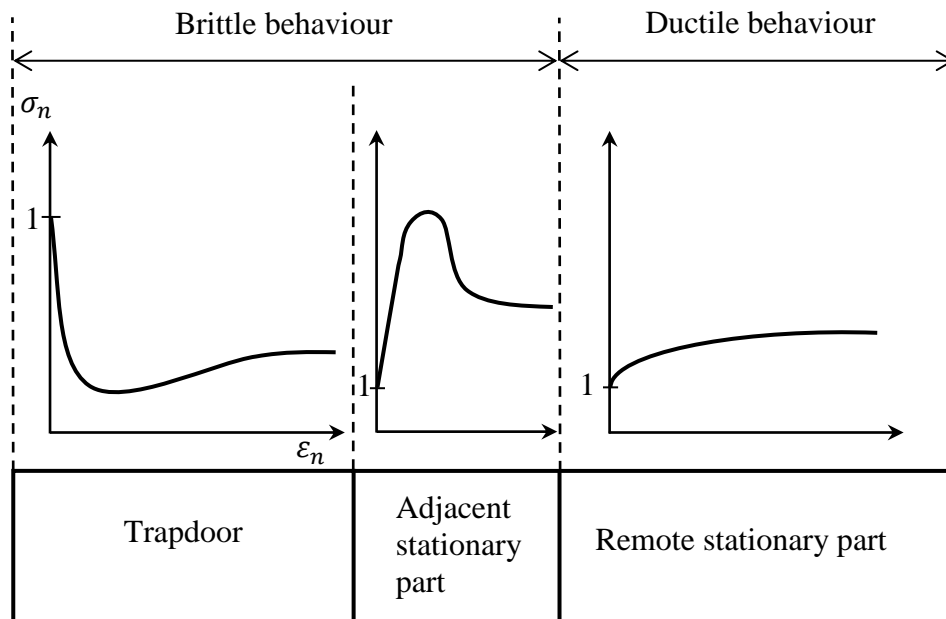 Brittle behaviour
Ductile behaviour
σₙ
1
εₙ
1
1
Trapdoor
Adjacent
stationary
part
Remote stationary part